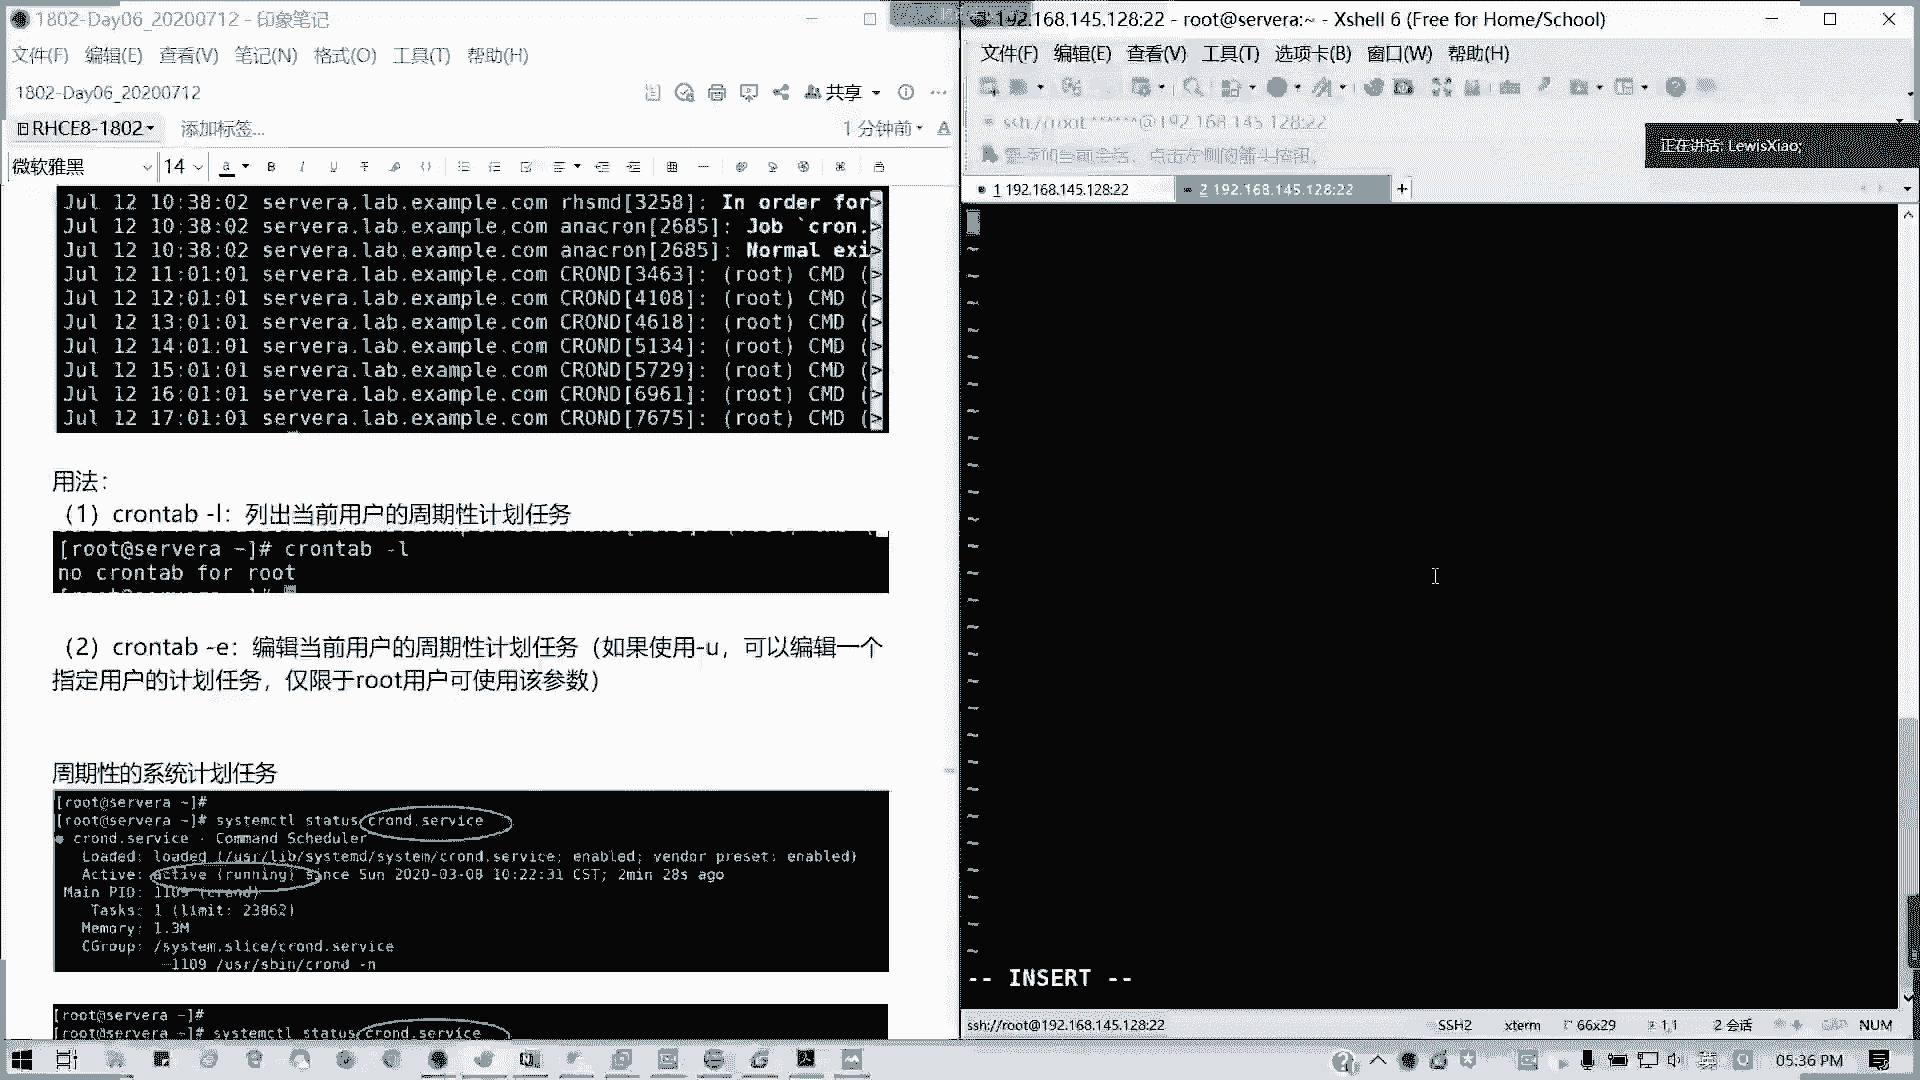 1802-Day06_20200712 - 印象笔记
文件(F) 编辑(E) 查看(V) 笔记(N) 格式(O) 工具(T) 帮助(H)
1802-Day06_20200712
共享
RHCE8-1802 添加标签...
1 分钟前
微软雅黑 14
Jul 12 10:38:02 servera.lab.example.com rhsmd[3258]: In order for>
Jul 12 10:38:02 servera.lab.example.com anacron[2685]: Job `cron.>
Jul 12 10:38:02 servera.lab.example.com anacron[2685]: Normal exi>
Jul 12 11:01:01 servera.lab.example.com CROND[3463]: (root) CMD (>
Jul 12 12:01:01 servera.lab.example.com CROND[4108]: (root) CMD (>
Jul 12 13:01:01 servera.lab.example.com CROND[4618]: (root) CMD (>
Jul 12 14:01:01 servera.lab.example.com CROND[5134]: (root) CMD (>
Jul 12 15:01:01 servera.lab.example.com CROND[5729]: (root) CMD (>
Jul 12 16:01:01 servera.lab.example.com CROND[6961]: (root) CMD (>
Jul 12 17:01:01 servera.lab.example.com CROND[7675]: (root) CMD (>
用法：
（1）crontab -l：列出当前用户的周期性计划任务
[root@servera ~]# crontab -l
no crontab for root
（2）crontab -e：编辑当前用户的周期性计划任务（如果使用-u，可以编辑一个
指定用户的计划任务，仅限于root用户可使用该参数）
周期性的系统计划任务
[root@servera ~]#
[root@servera ~]# systemctl status crond.service
● crond.service - Command Scheduler
Loaded: loaded (/usr/lib/systemd/system/crond.service; enabled; vendor preset: enabled)
Active: active (running) since Sun 2020-03-08 10:22:31 CST; 2min 28s ago
Main PID: 1109 (crond)
Tasks: 1 (limit: 23862)
Memory: 1.3M
CGroup: /system.slice/crond.service
└─1109 /usr/sbin/crond -n
[root@servera ~]#
[root@servera ~]# systemctl status crond.service
192.168.145.128:22 - root@servera:~ - Xshell 6 (Free for Home/School)
文件(F) 编辑(E) 查看(V) 工具(T) 选项卡(B) 窗口(W) 帮助(H)
ssh://root:******@192.168.145.128:22
正在讲话: LewisXiao;
1 192.168.145.128:22
2 192.168.145.128:22
-- INSERT --
ssh://root@192.168.145.128:22
SSH2 xterm 66x29 1,1 2 会话 CAP NUM
英 05:36 PM